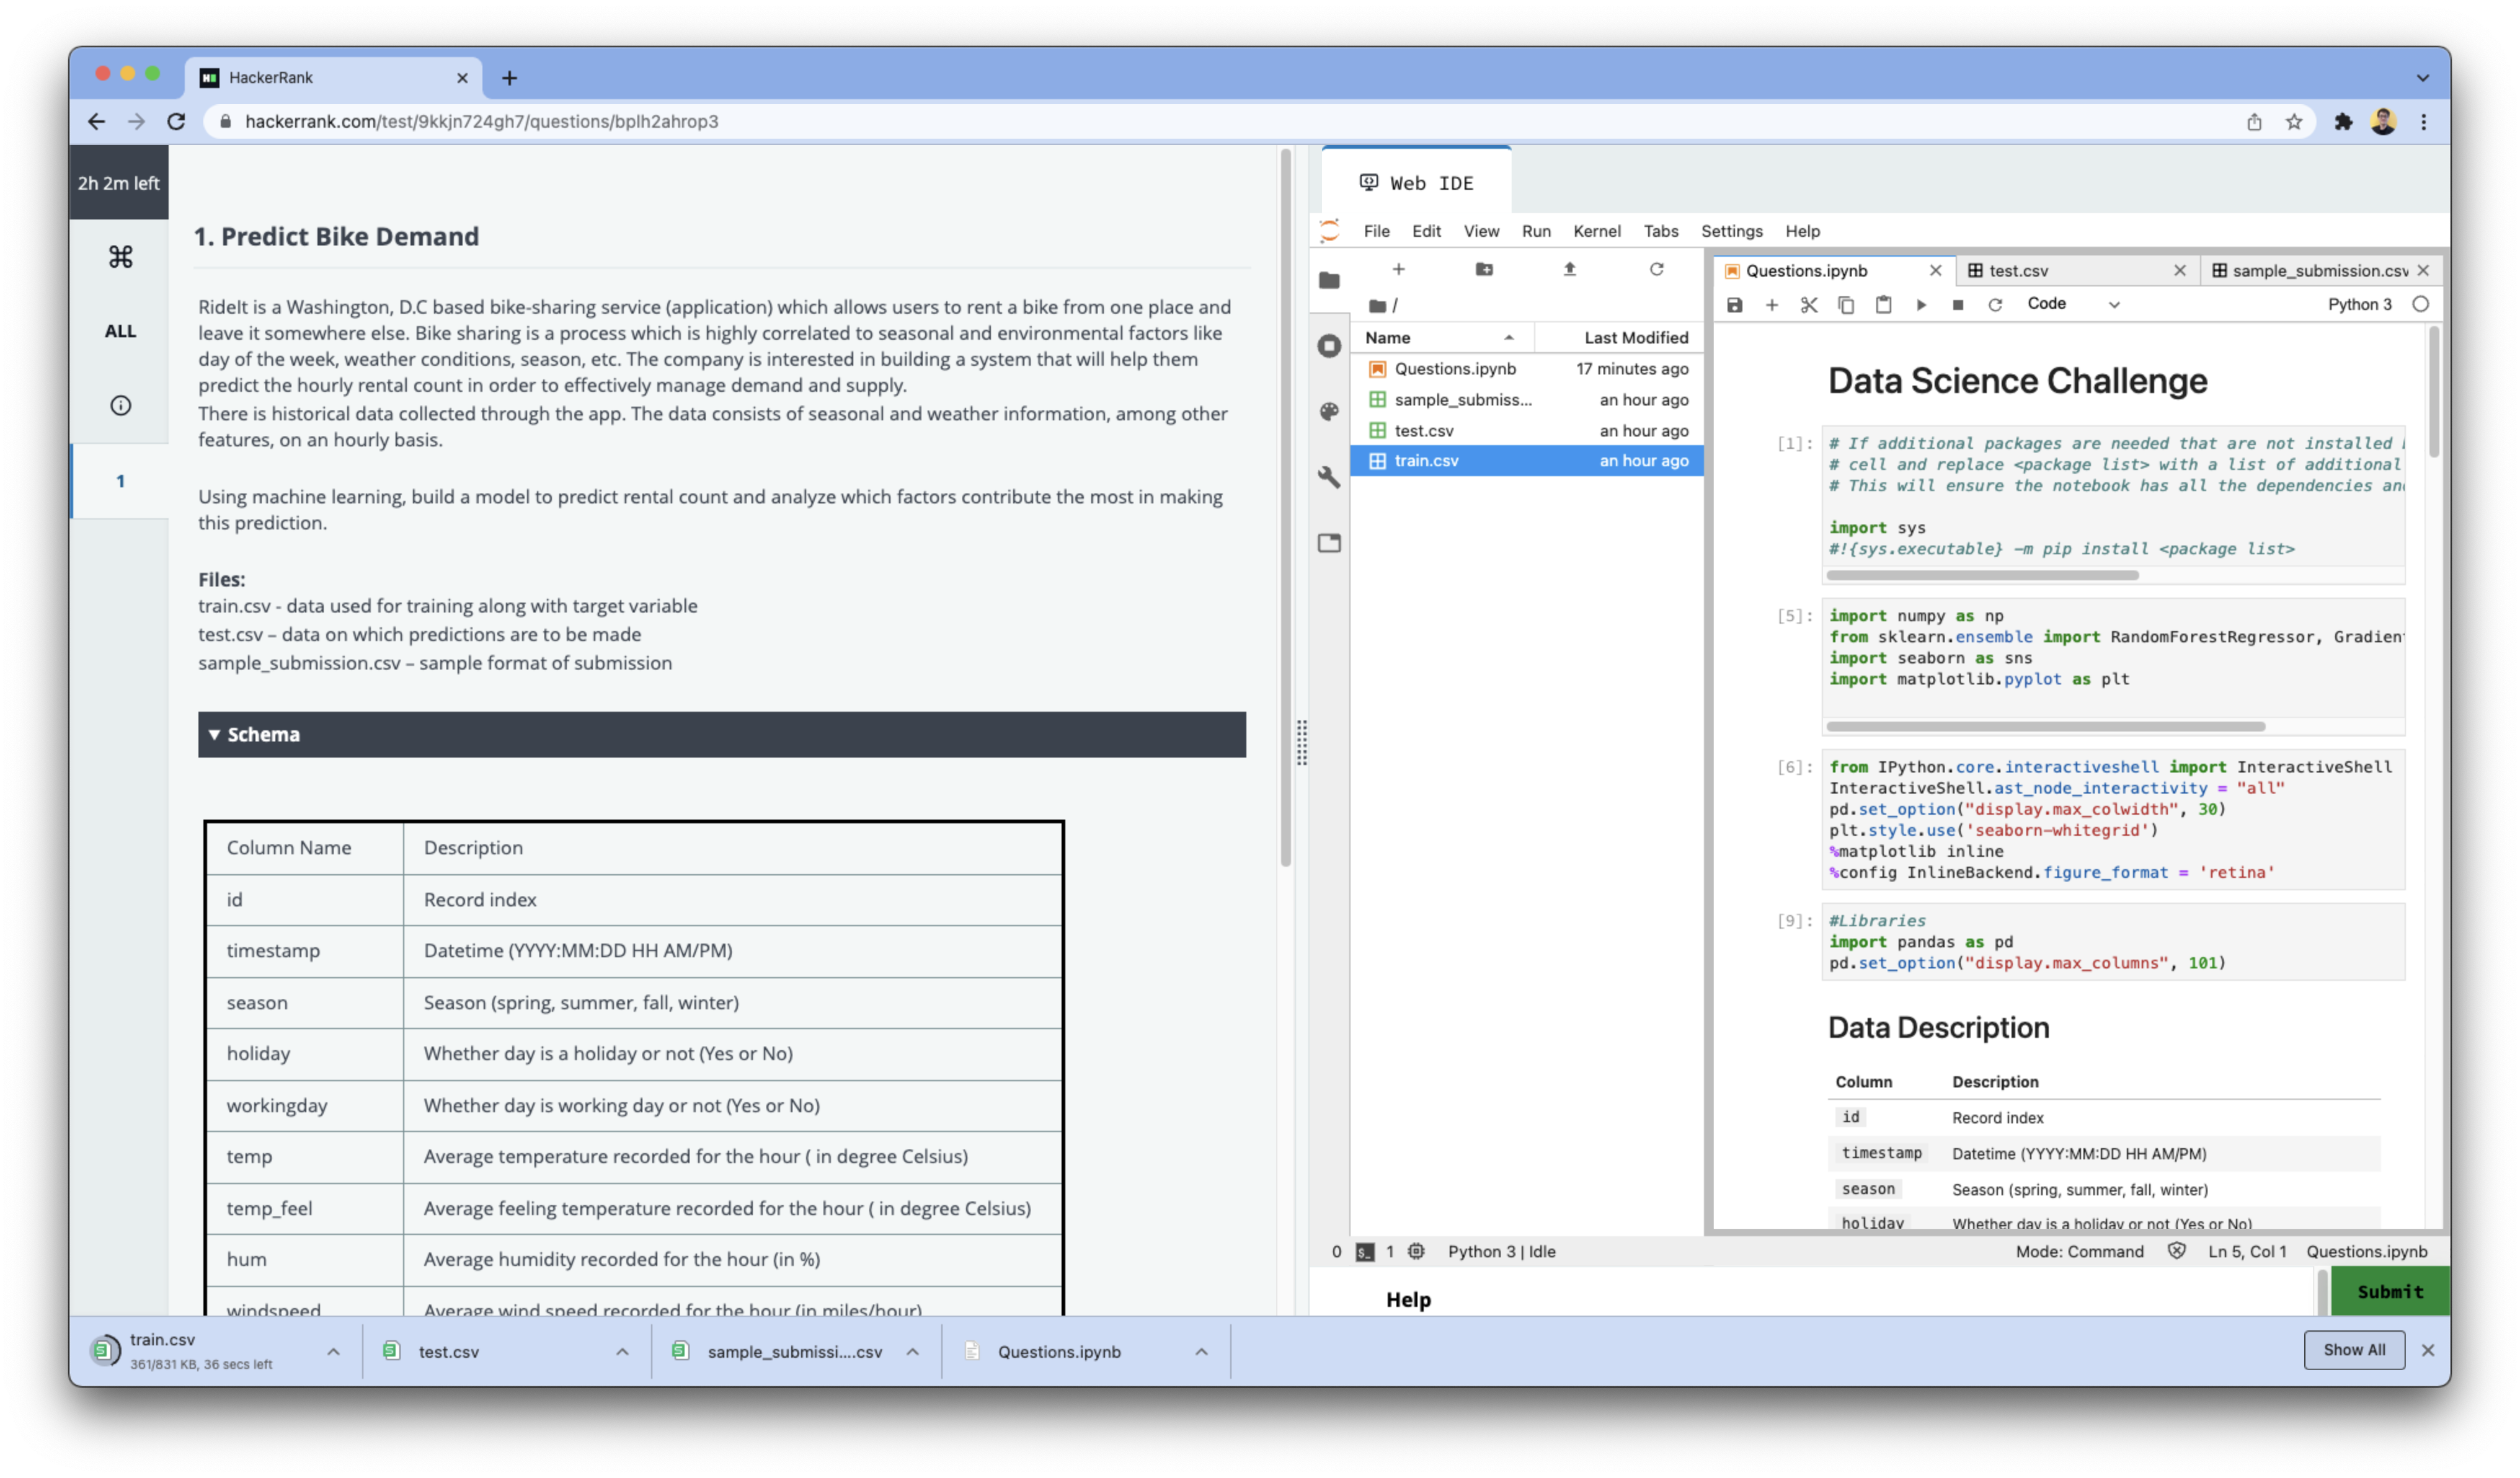 HackerRank
hackerrank.com/test/9kkjn724gh7/questions/bplh2ahrop3
2h 2m left
ALL
1
1. Predict Bike Demand
RideIt is a Washington, D.C based bike-sharing service (application) which allows users to rent a bike from one place and
leave it somewhere else. Bike sharing is a process which is highly correlated to seasonal and environmental factors like
day of the week, weather conditions, season, etc. The company is interested in building a system that will help them
predict the hourly rental count in order to effectively manage demand and supply.
There is historical data collected through the app. The data consists of seasonal and weather information, among other
features, on an hourly basis.
Using machine learning, build a model to predict rental count and analyze which factors contribute the most in making
this prediction.
Files:
train.csv - data used for training along with target variable
test.csv – data on which predictions are to be made
sample_submission.csv – sample format of submission
▼ Schema
Column Name Description
id Record index
timestamp Datetime (YYYY:MM:DD HH AM/PM)
season Season (spring, summer, fall, winter)
holiday Whether day is a holiday or not (Yes or No)
workingday Whether day is working day or not (Yes or No)
temp Average temperature recorded for the hour ( in degree Celsius)
temp_feel Average feeling temperature recorded for the hour ( in degree Celsius)
hum Average humidity recorded for the hour (in %)
windspeed Average wind speed recorded for the hour (in miles/hour)
Web IDE
File Edit View Run Kernel Tabs Settings Help
/
Name Last Modified
Questions.ipynb 17 minutes ago
sample_submiss... an hour ago
test.csv an hour ago
train.csv an hour ago
Questions.ipynb test.csv sample_submission.csv
Code Python 3
Data Science Challenge
[1]: # If additional packages are needed that are not installed
# cell and replace <package list> with a list of additional
# This will ensure the notebook has all the dependencies and
import sys
#!{sys.executable} -m pip install <package list>
[5]: import numpy as np
from sklearn.ensemble import RandomForestRegressor, Gradien
import seaborn as sns
import matplotlib.pyplot as plt
[6]: from IPython.core.interactiveshell import InteractiveShell
InteractiveShell.ast_node_interactivity = "all"
pd.set_option("display.max_colwidth", 30)
plt.style.use('seaborn-whitegrid')
%matplotlib inline
%config InlineBackend.figure_format = 'retina'
[9]: #Libraries
import pandas as pd
pd.set_option("display.max_columns", 101)
Data Description
Column Description
id Record index
timestamp Datetime (YYYY:MM:DD HH AM/PM)
season Season (spring, summer, fall, winter)
holiday Whether day is a holiday or not (Yes or No)
0 $_ 1 Python 3 | Idle Mode: Command Ln 5, Col 1 Questions.ipynb
Help
Submit
train.csv
361/831 KB, 36 secs left
test.csv
sample_submissi....csv
Questions.ipynb
Show All